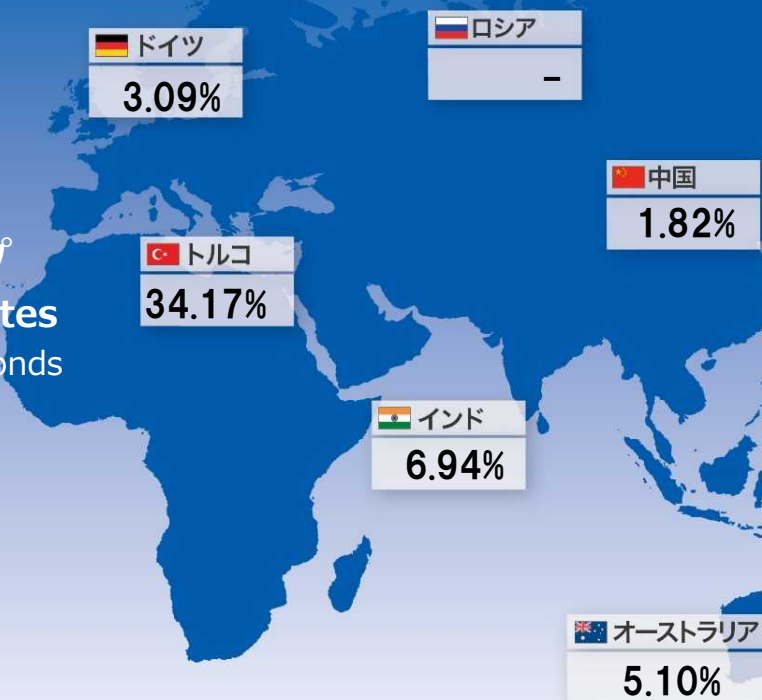 ドイツ
3.09%
ロシア
–
中国
1.82%
トルコ
34.17%
インド
6.94%
オーストラリア
5.10%
onds